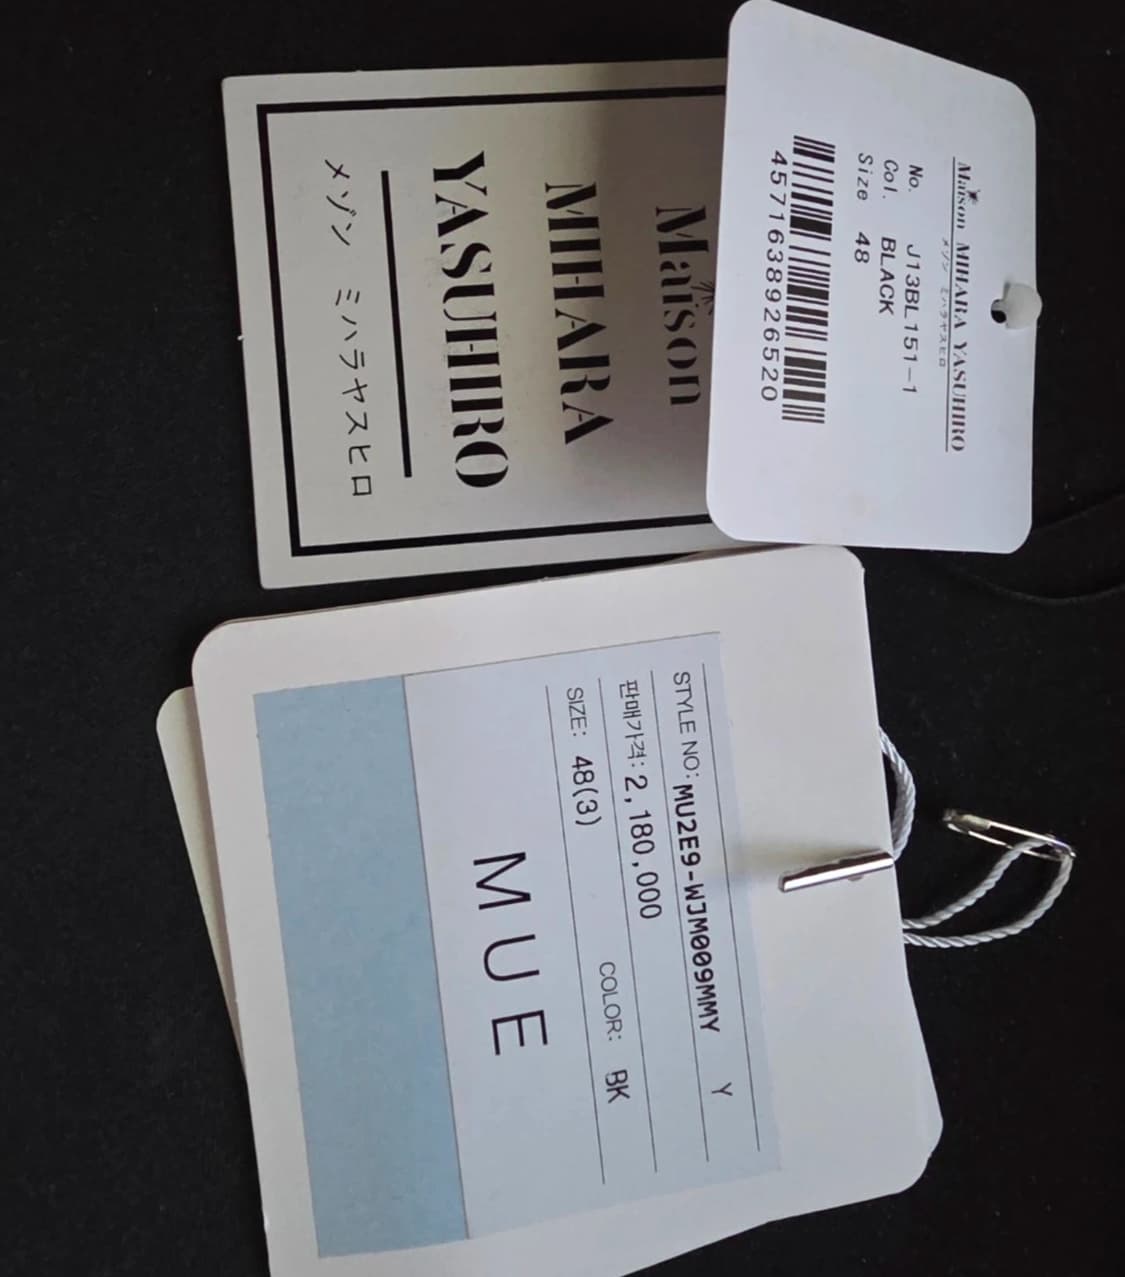 Maison
MIHARA
YASUHIRO
メゾン ミハラヤスヒロ
Maison MIHARA YASUHIRO
メゾン ミハラヤスヒロ
No. J13BL151-1
Col. BLACK
Size 48
4571638926520
STYLE NO: MU2E9-WJM009MMY Y
판매가격: 2,180,000
SIZE: 48(3) COLOR: BK
MUE